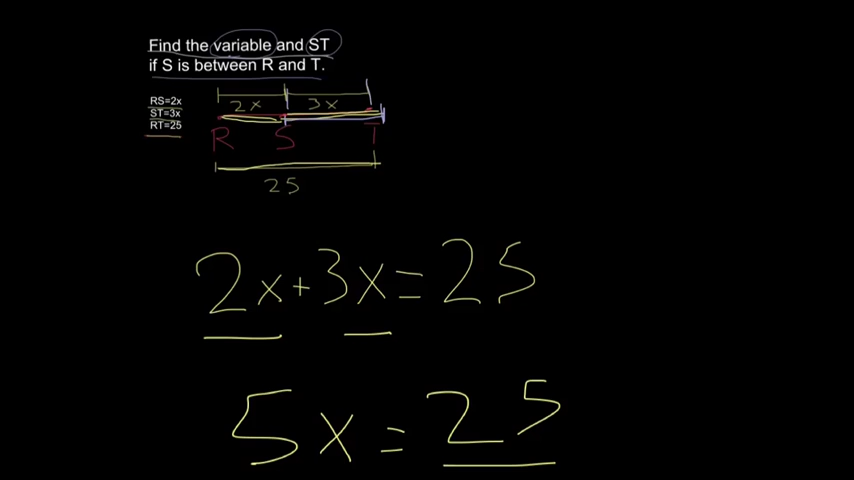 Find the variable and ST
if S is between R and T.
RS=2x
ST=3x
RT=25
2x 3x
R S T
25
2x+3x=25
5x=25